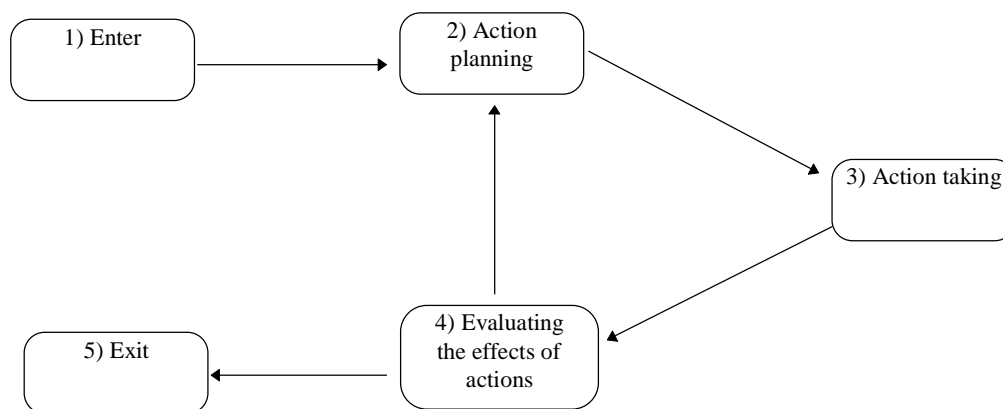 1) Enter
2) Action
planning
3) Action taking
4) Evaluating
the effects of
actions
5) Exit